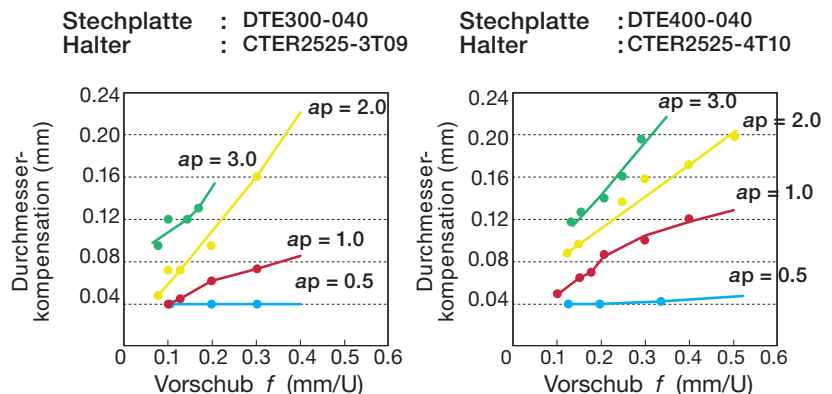 Stechplatte : DTE300-040
Halter : CTER2525-3T09
0.24
0.20
0.16
0.12
0.08
0.04
0
0.1
0.2
0.3
0.4
0.5
0.6
Durchmesser-
kompensation (mm)
Vorschub f (mm/U)
ap = 2.0
ap = 3.0
ap = 1.0
ap = 0.5
Stechplatte :DTE400-040
Halter :CTER2525-4T10
0.24
0.20
0.16
0.12
0.08
0.04
0
0.1
0.2
0.3
0.4
0.5
0.6
Durchmesser-
kompensation (mm)
Vorschub f (mm/U)
ap = 3.0
ap = 2.0
ap = 1.0
ap = 0.5